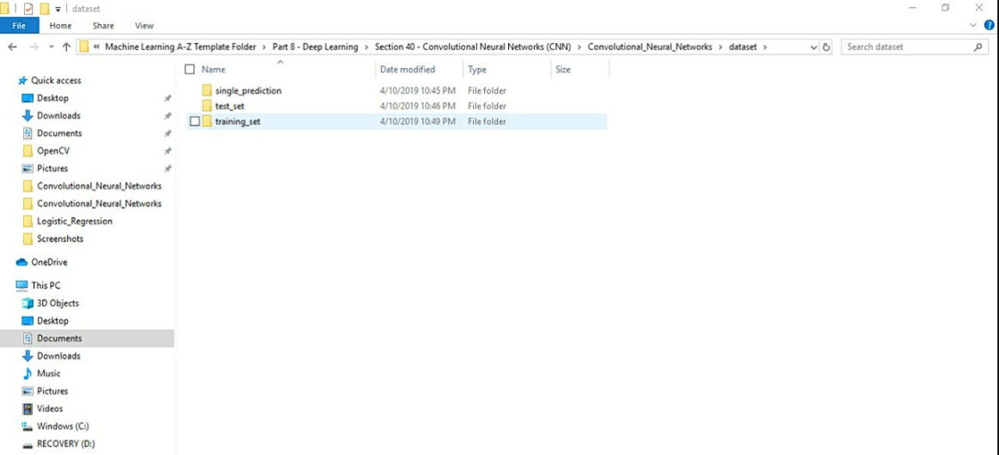 dataset
File Home Share View
« Machine Learning A-Z Template Folder › Part 8 - Deep Learning › Section 40 - Convolutional Neural Networks (CNN) › Convolutional_Neural_Networks › dataset ›
Search dataset
Name Date modified Type Size
single_prediction 4/10/2019 10:45 PM File folder
test_set 4/10/2019 10:46 PM File folder
training_set 4/10/2019 10:49 PM File folder
Quick access
Desktop
Downloads
Documents
OpenCV
Pictures
Convolutional_Neural_Networks
Convolutional_Neural_Networks
Logistic_Regression
Screenshots
OneDrive
This PC
3D Objects
Desktop
Documents
Downloads
Music
Pictures
Videos
Windows (C:)
RECOVERY (D:)